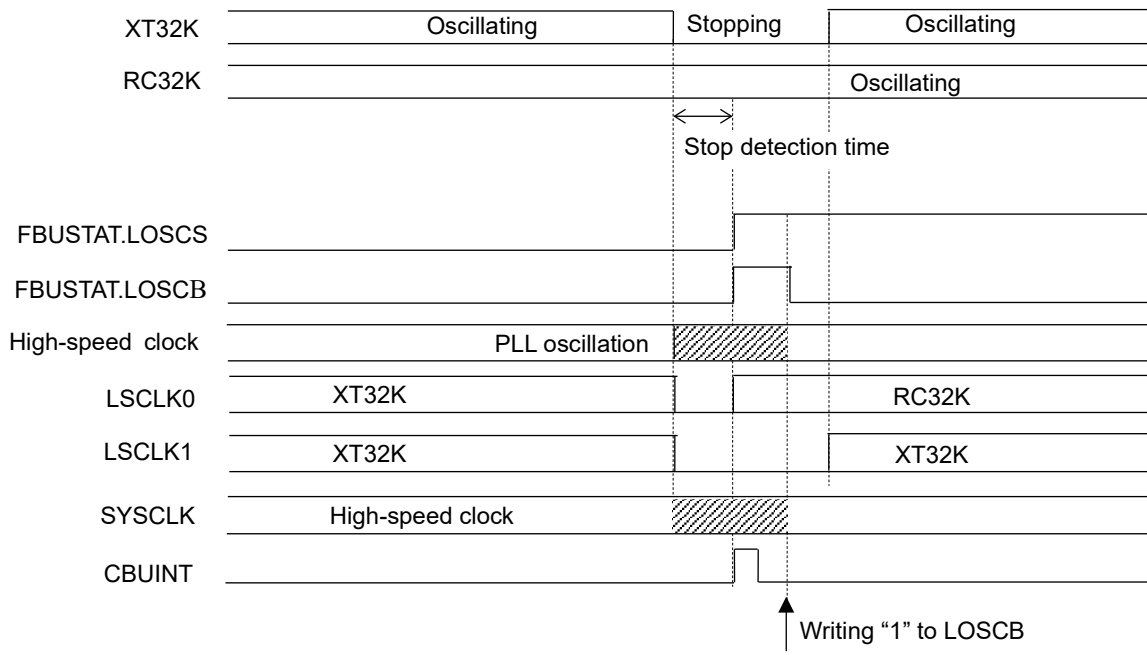 XT32K Oscillating Stopping Oscillating
RC32K Oscillating
Stop detection time
FBUSTAT.LOSCS
FBUSTAT.LOSCB
High-speed clock PLL oscillation
LSCLK0 XT32K RC32K
LSCLK1 XT32K XT32K
SYSCLK High-speed clock
CBUINT
Writing “1” to LOSCB